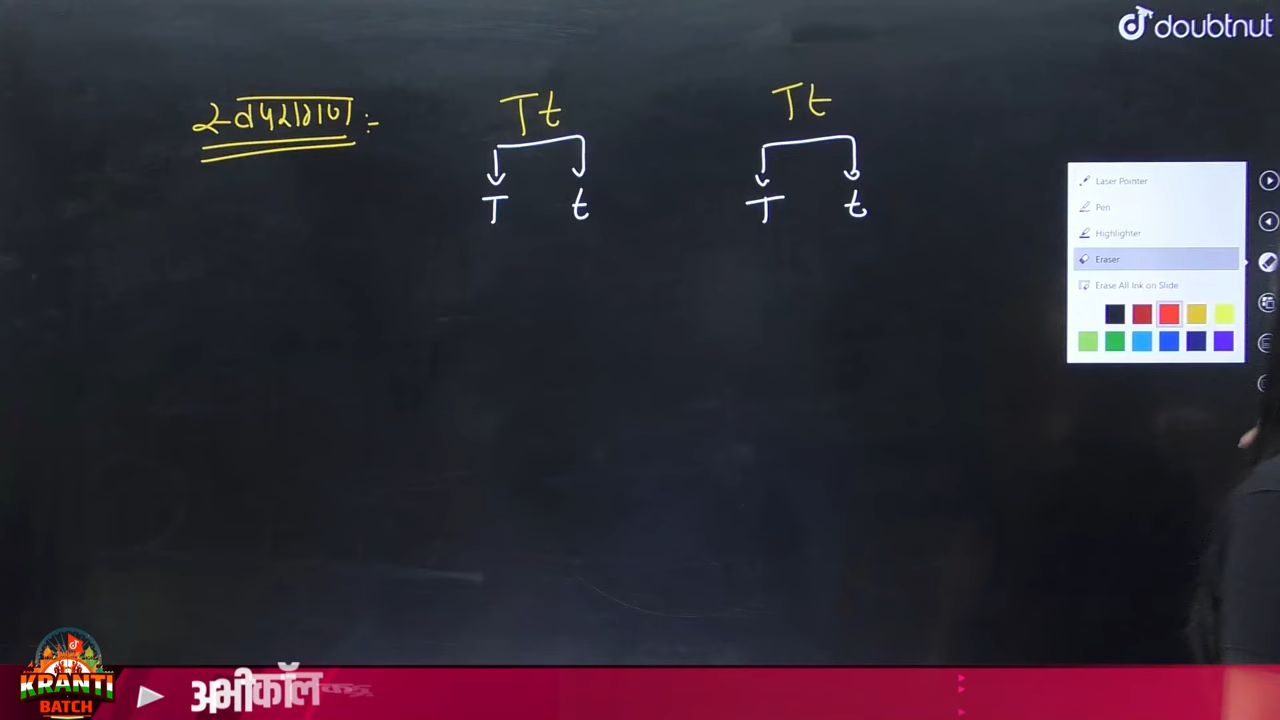 doubtnut
स्वपरागण :-
Tt Tt
T t T t
Laser Pointer
Pen
Highlighter
Eraser
Erase All Ink on Slide
KRANTI
BATCH
अभी कॉल